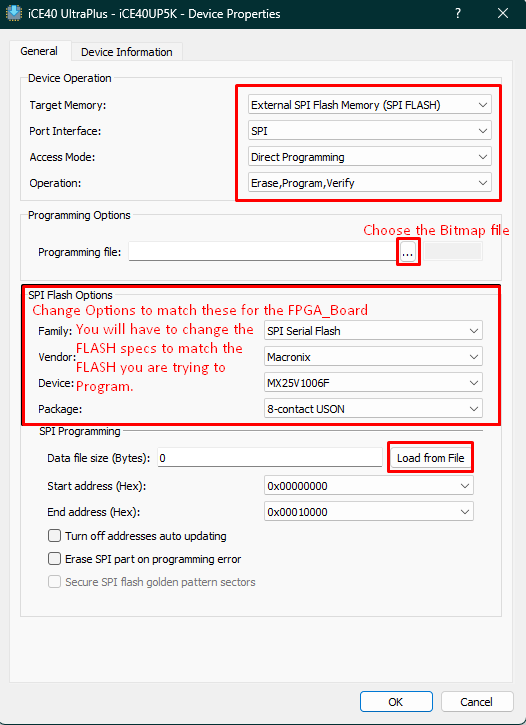 iCE40 UltraPlus - iCE40UP5K - Device Properties
?
General
Device Information
Device Operation
Target Memory:
External SPI Flash Memory (SPI FLASH)
Port Interface:
SPI
Access Mode:
Direct Programming
Operation:
Erase,Program,Verify
Programming Options
Choose the Bitmap file
Programming file:
...
SPI Flash Options
Change Options to match these for the FPGA_Board
Family:
You will have to change the
SPI Serial Flash
FLASH specs to match the
Vendor:
Macronix
FLASH you are trying to
Device:
Program.
MX25V1006F
Package:
8-contact USON
SPI Programming
Data file size (Bytes):
0
Load from File
Start address (Hex):
0x00000000
End address (Hex):
0x00010000
Turn off addresses auto updating
Erase SPI part on programming error
Secure SPI flash golden pattern sectors
OK
Cancel